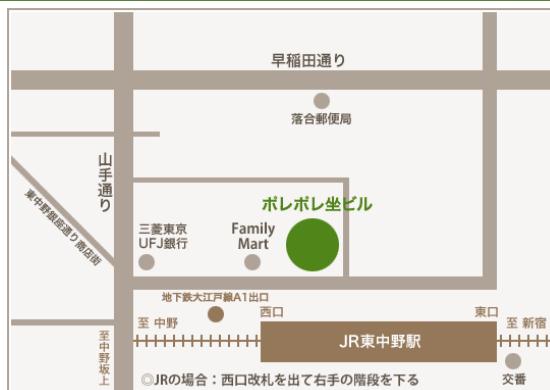 早稲田通り
落合郵便局
山手通り
東中野銀座通り商店街
ポレポレ坐ビル
三菱東京
UFJ銀行
Family
Mart
地下鉄大江戸線A1出口
至 中野
西口
東口
至 新宿
JR東中野駅
至中野坂上
交番
◎JRの場合：西口改札を出て右手の階段を下る